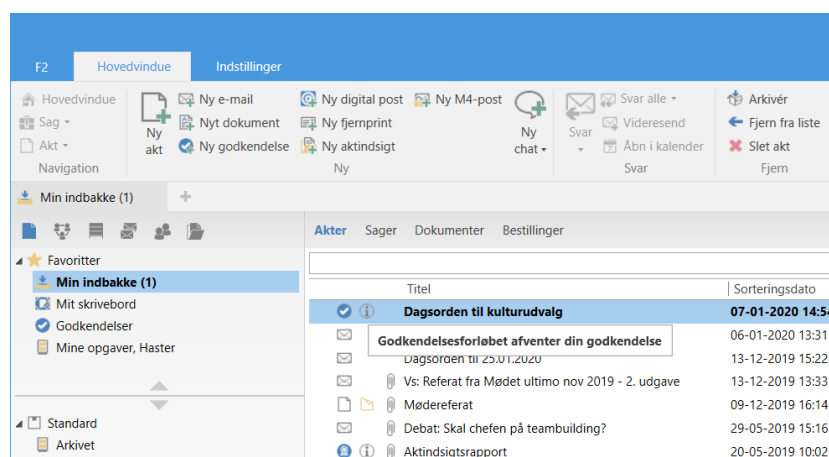 F2 Hovedvindue Indstillinger
Hovedvindue Ny e-mail Ny digital post Ny M4-post Svar alle Arkivér
Sag Nyt dokument Ny fjernprint Videresend Fjern fra liste
Akt Ny akt Ny godkendelse Ny aktindsigt Ny chat Svar Åbn i kalender Slet akt
Navigation Ny Svar Fjern
Min indbakke (1) +
Akter Sager Dokumenter Bestillinger
Favoritter
Min indbakke (1)
Mit skrivebord
Godkendelser
Mine opgaver, Haster
Standard
Arkivet
Titel Sorteringsdato
Dagsorden til kulturudvalg 07-01-2020 14:54
Godkendelsesforløbet afventer din godkendelse 06-01-2020 13:31
Dagsorden til 25.01.2020 13-12-2019 15:22
Vs: Referat fra Mødet ultimo nov 2019 - 2. udgave 13-12-2019 13:33
Mødereferat 09-12-2019 16:14
Debat: Skal chefen på teambuilding? 29-05-2019 15:16
Aktindsigtsrapport 20-05-2019 10:02